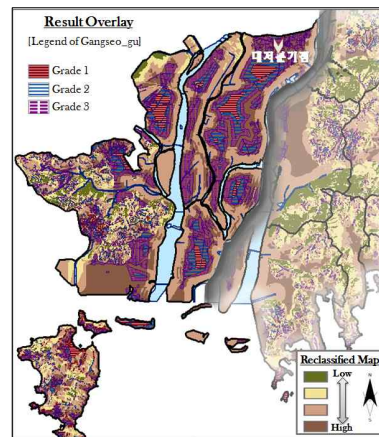 Result Overlay
[Legend of Gangseo_gu]
Grade 1
Grade 2
Grade 3
대저분기점
Reclassified Map
Low
High
N